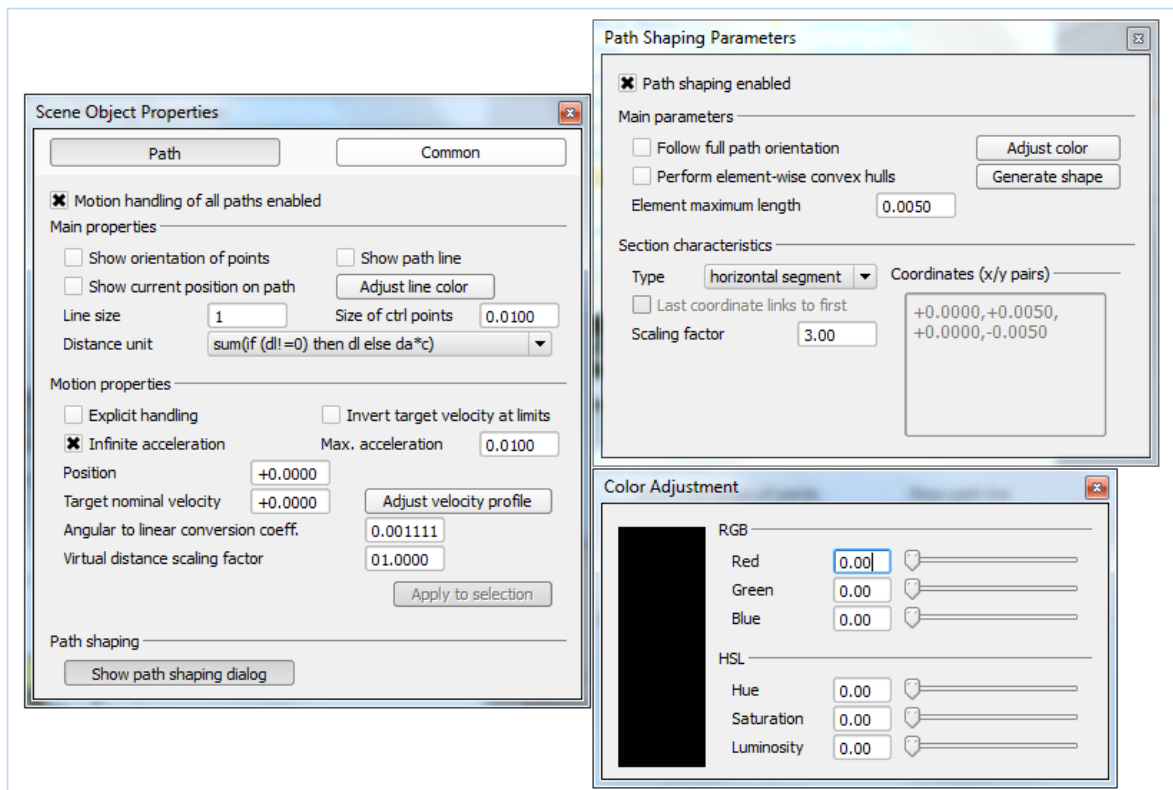 Scene Object Properties
Path
Common
Motion handling of all paths enabled
Main properties
Show orientation of points
Show path line
Show current position on path
Adjust line color
Line size 1 Size of ctrl points 0.0100
Distance unit sum(if (dl!=0) then dl else da*c)
Motion properties
Explicit handling
Invert target velocity at limits
Infinite acceleration
Max. acceleration 0.0100
Position +0.0000
Target nominal velocity +0.0000 Adjust velocity profile
Angular to linear conversion coeff. 0.001111
Virtual distance scaling factor 01.0000
Apply to selection
Path shaping
Show path shaping dialog
Path Shaping Parameters
Path shaping enabled
Main parameters
Follow full path orientation
Adjust color
Perform element-wise convex hulls
Generate shape
Element maximum length 0.0050
Section characteristics
Type horizontal segment
Last coordinate links to first
Scaling factor 3.00
Coordinates (x/y pairs)
+0.0000,+0.0050,
+0.0000,-0.0050
Color Adjustment
RGB
Red 0.00
Green 0.00
Blue 0.00
HSL
Hue 0.00
Saturation 0.00
Luminosity 0.00